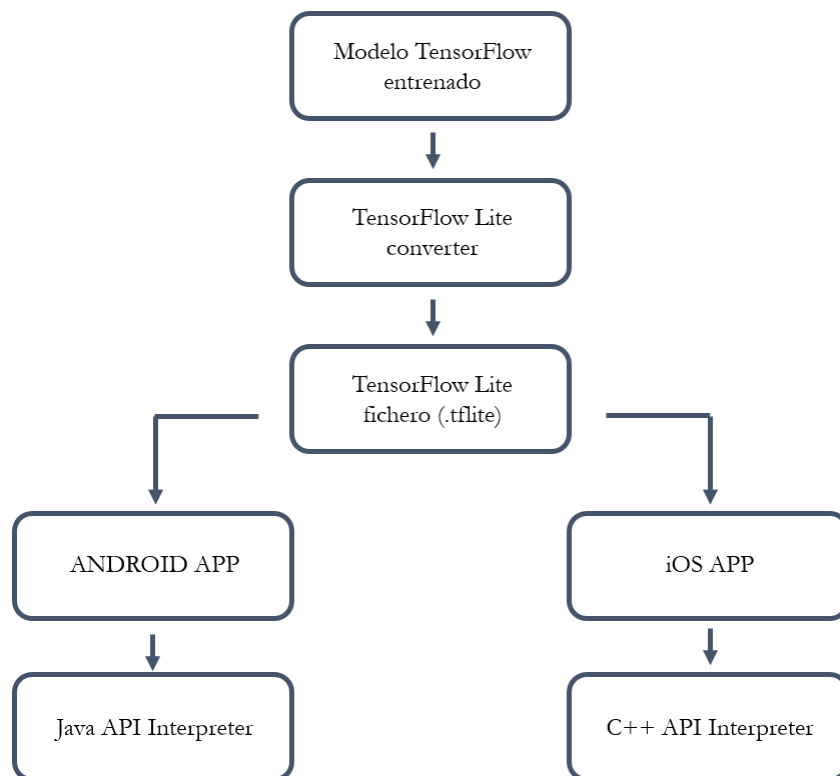 Modelo TensorFlow
entrenado
TensorFlow Lite
converter
TensorFlow Lite
fichero (.tflite)
ANDROID APP
iOS APP
Java API Interpreter
C++ API Interpreter